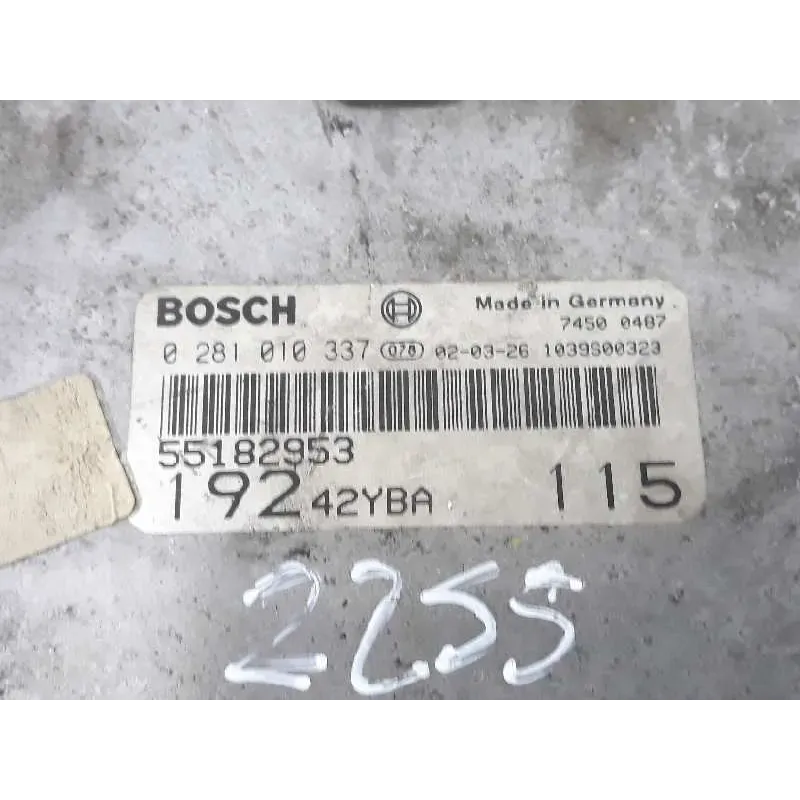 BOSCH Made in Germany
7450 0487
0 281 010 337 078 02-03-26 1039S00323
55182953
192 42YBA 115
2255